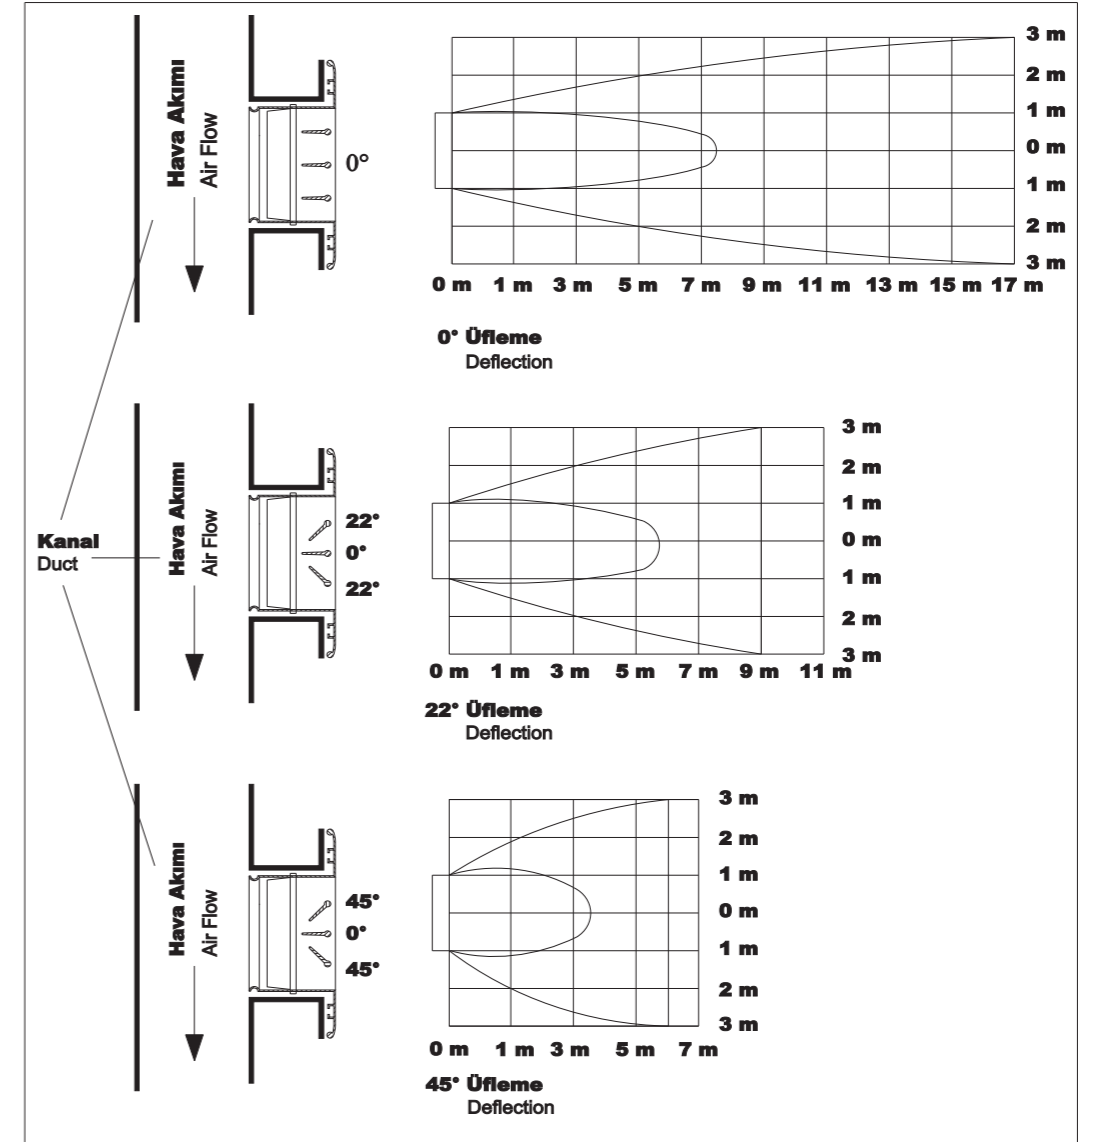 Hava Akımı
Air Flow
0°
3 m
2 m
1 m
0 m
1 m
2 m
3 m
0 m 1 m 3 m 5 m 7 m 9 m 11 m 13 m 15 m 17 m
0° Üfleme
Deflection
Kanal
Duct
Hava Akımı
Air Flow
22°
0°
22°
3 m
2 m
1 m
0 m
1 m
2 m
3 m
0 m 1 m 3 m 5 m 7 m 9 m 11 m
22° Üfleme
Deflection
Hava Akımı
Air Flow
45°
0°
45°
3 m
2 m
1 m
0 m
1 m
2 m
3 m
0 m 1 m 3 m 5 m 7 m
45° Üfleme
Deflection